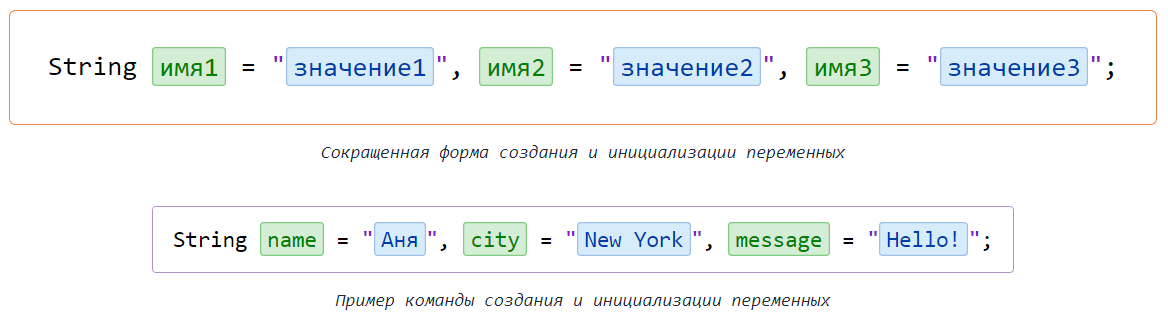 String имя1 = "значение1", имя2 = "значение2", имя3 = "значение3";
Сокращенная форма создания и инициализации переменных
String name = "Аня", city = "New York", message = "Hello!";
Пример команды создания и инициализации переменных